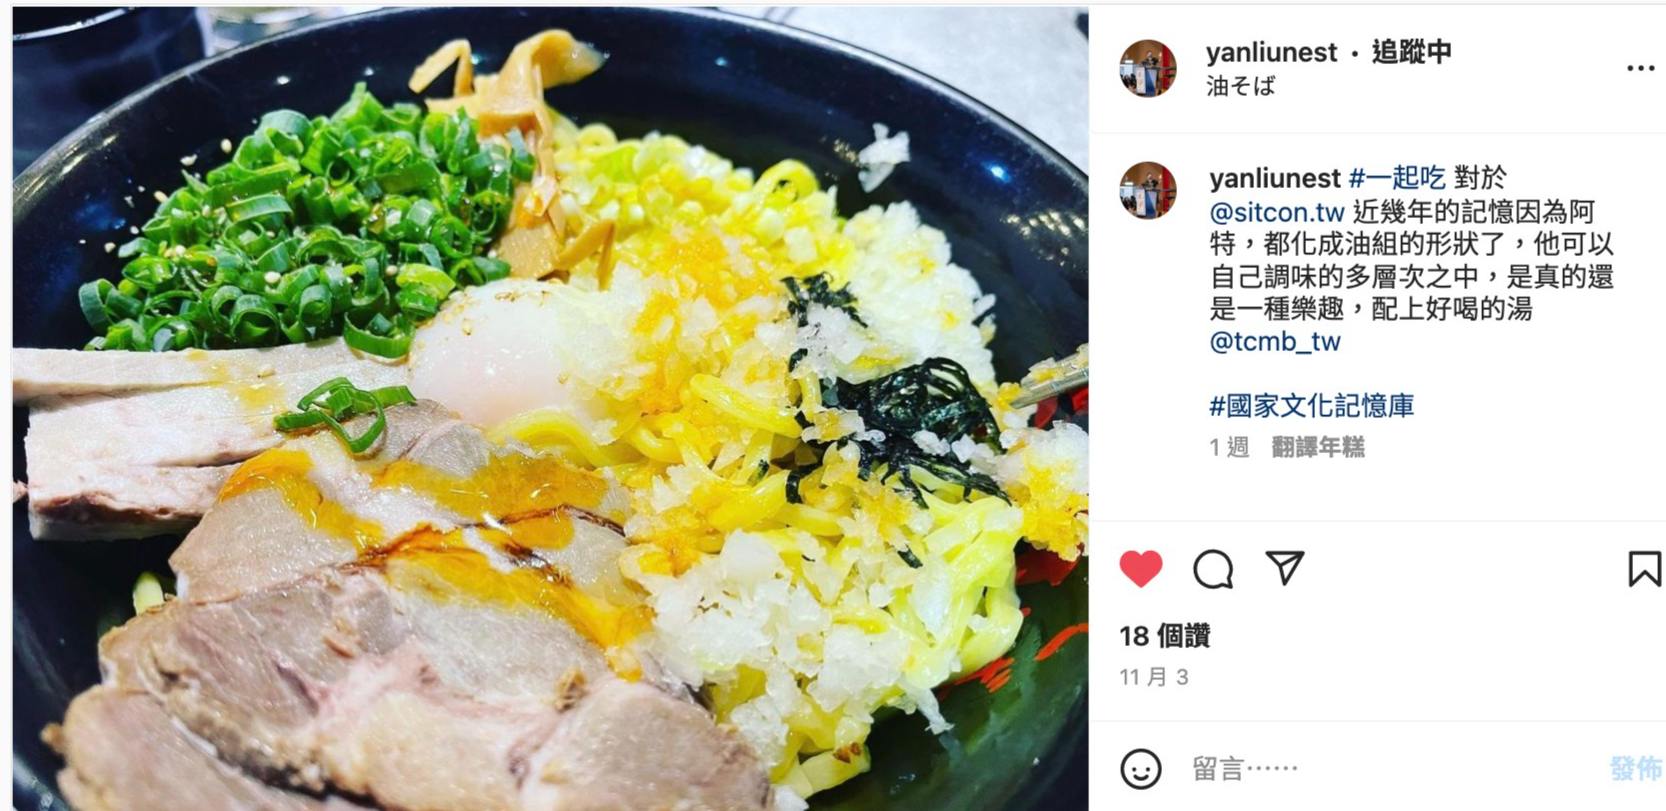 yanliunest • 追蹤中
油そば
yanliunest #一起吃 對於
@sitcon.tw 近幾年的記憶因為阿
特，都化成油組的形狀了，他可以
自己調味的多層次之中，是真的還
是一種樂趣，配上好喝的湯
@tcmb_tw
#國家文化記憶庫
1 週 翻譯年糕
18 個讚
11 月 3
留言……
發佈